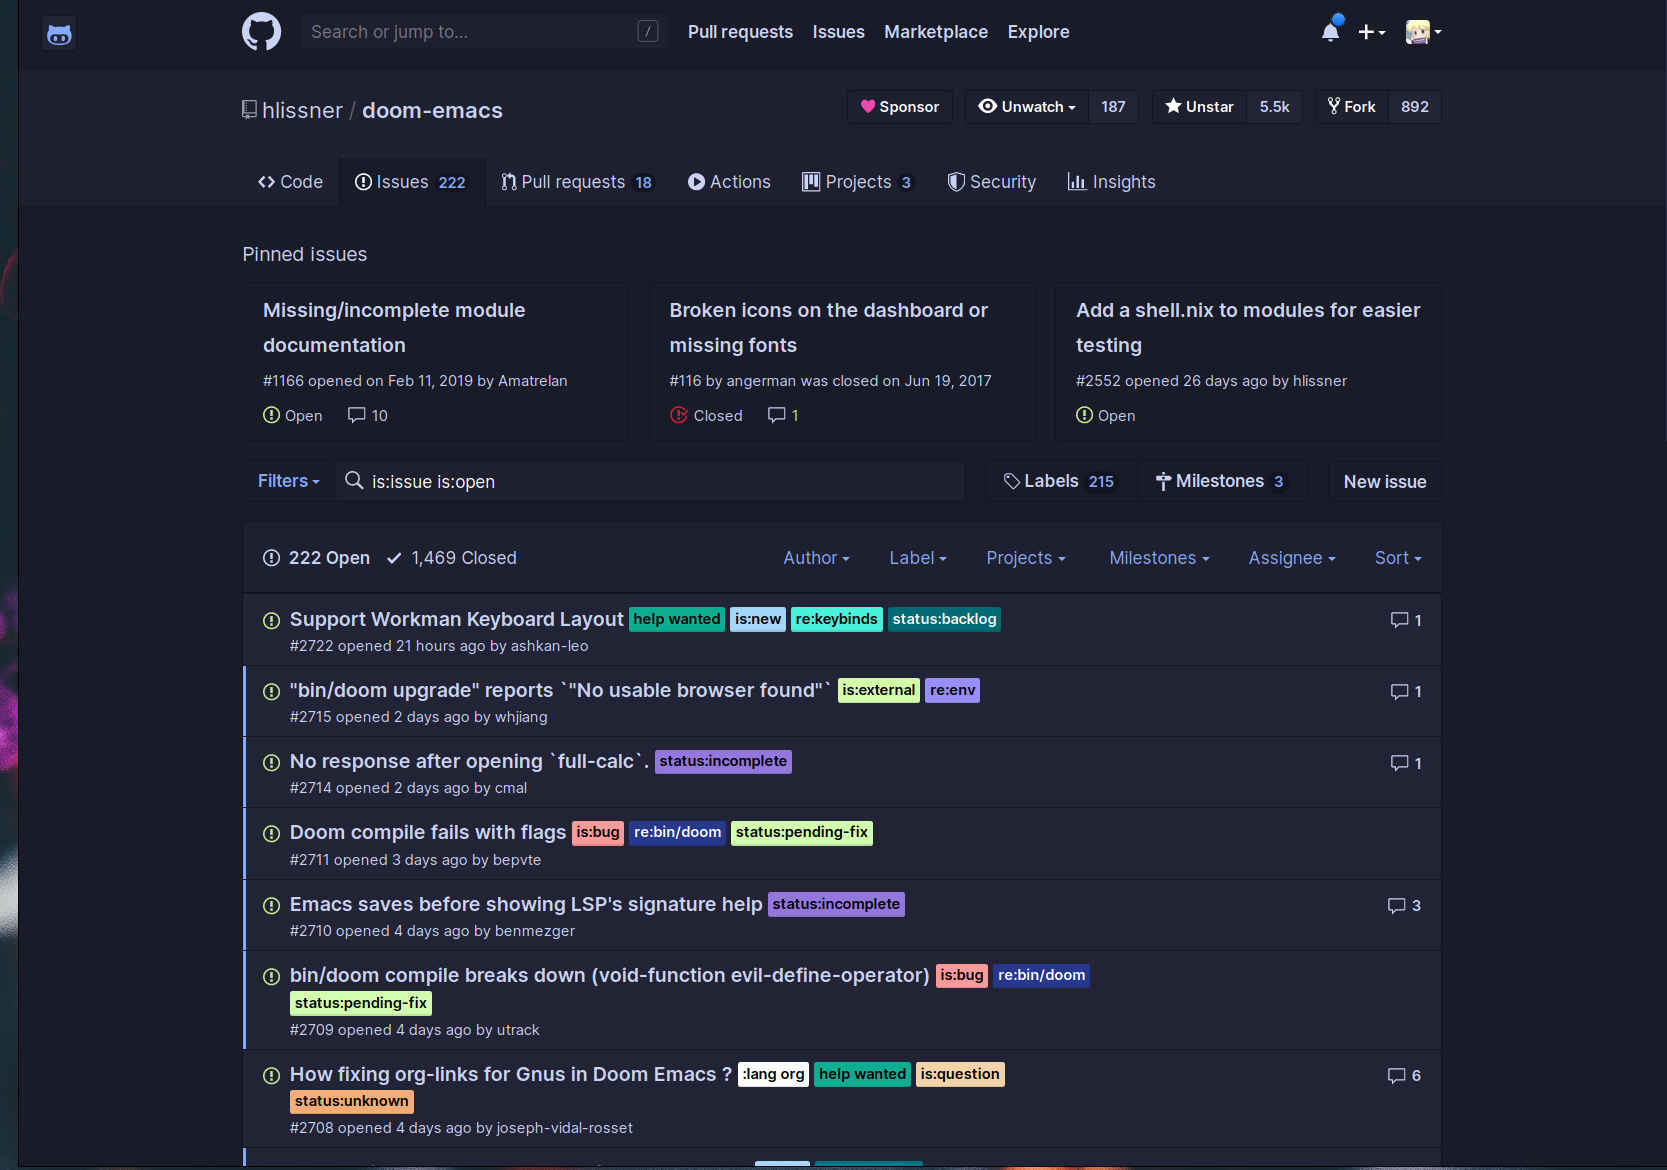 Search or jump to... /
Pull requests Issues Marketplace Explore
hlissner / doom-emacs
Sponsor Unwatch 187 Unstar 5.5k Fork 892
Code Issues 222 Pull requests 18 Actions Projects 3 Security Insights
Pinned issues
Missing/incomplete module
documentation
#1166 opened on Feb 11, 2019 by Amatrelan
Open 10
Broken icons on the dashboard or
missing fonts
#116 by angerman was closed on Jun 19, 2017
Closed 1
Add a shell.nix to modules for easier
testing
#2552 opened 26 days ago by hlissner
Open
Filters is:issue is:open Labels 215 Milestones 3 New issue
222 Open 1,469 Closed Author Label Projects Milestones Assignee Sort
Support Workman Keyboard Layout help wanted is:new re:keybinds status:backlog 1
#2722 opened 21 hours ago by ashkan-leo
"bin/doom upgrade" reports `"No usable browser found"` is:external re:env 1
#2715 opened 2 days ago by whjiang
No response after opening `full-calc`. status:incomplete 1
#2714 opened 2 days ago by cmal
Doom compile fails with flags is:bug re:bin/doom status:pending-fix
#2711 opened 3 days ago by bepvte
Emacs saves before showing LSP's signature help status:incomplete 3
#2710 opened 4 days ago by benmezger
bin/doom compile breaks down (void-function evil-define-operator) is:bug re:bin/doom
status:pending-fix
#2709 opened 4 days ago by utrack
How fixing org-links for Gnus in Doom Emacs ? :lang org help wanted is:question 6
status:unknown
#2708 opened 4 days ago by joseph-vidal-rosset